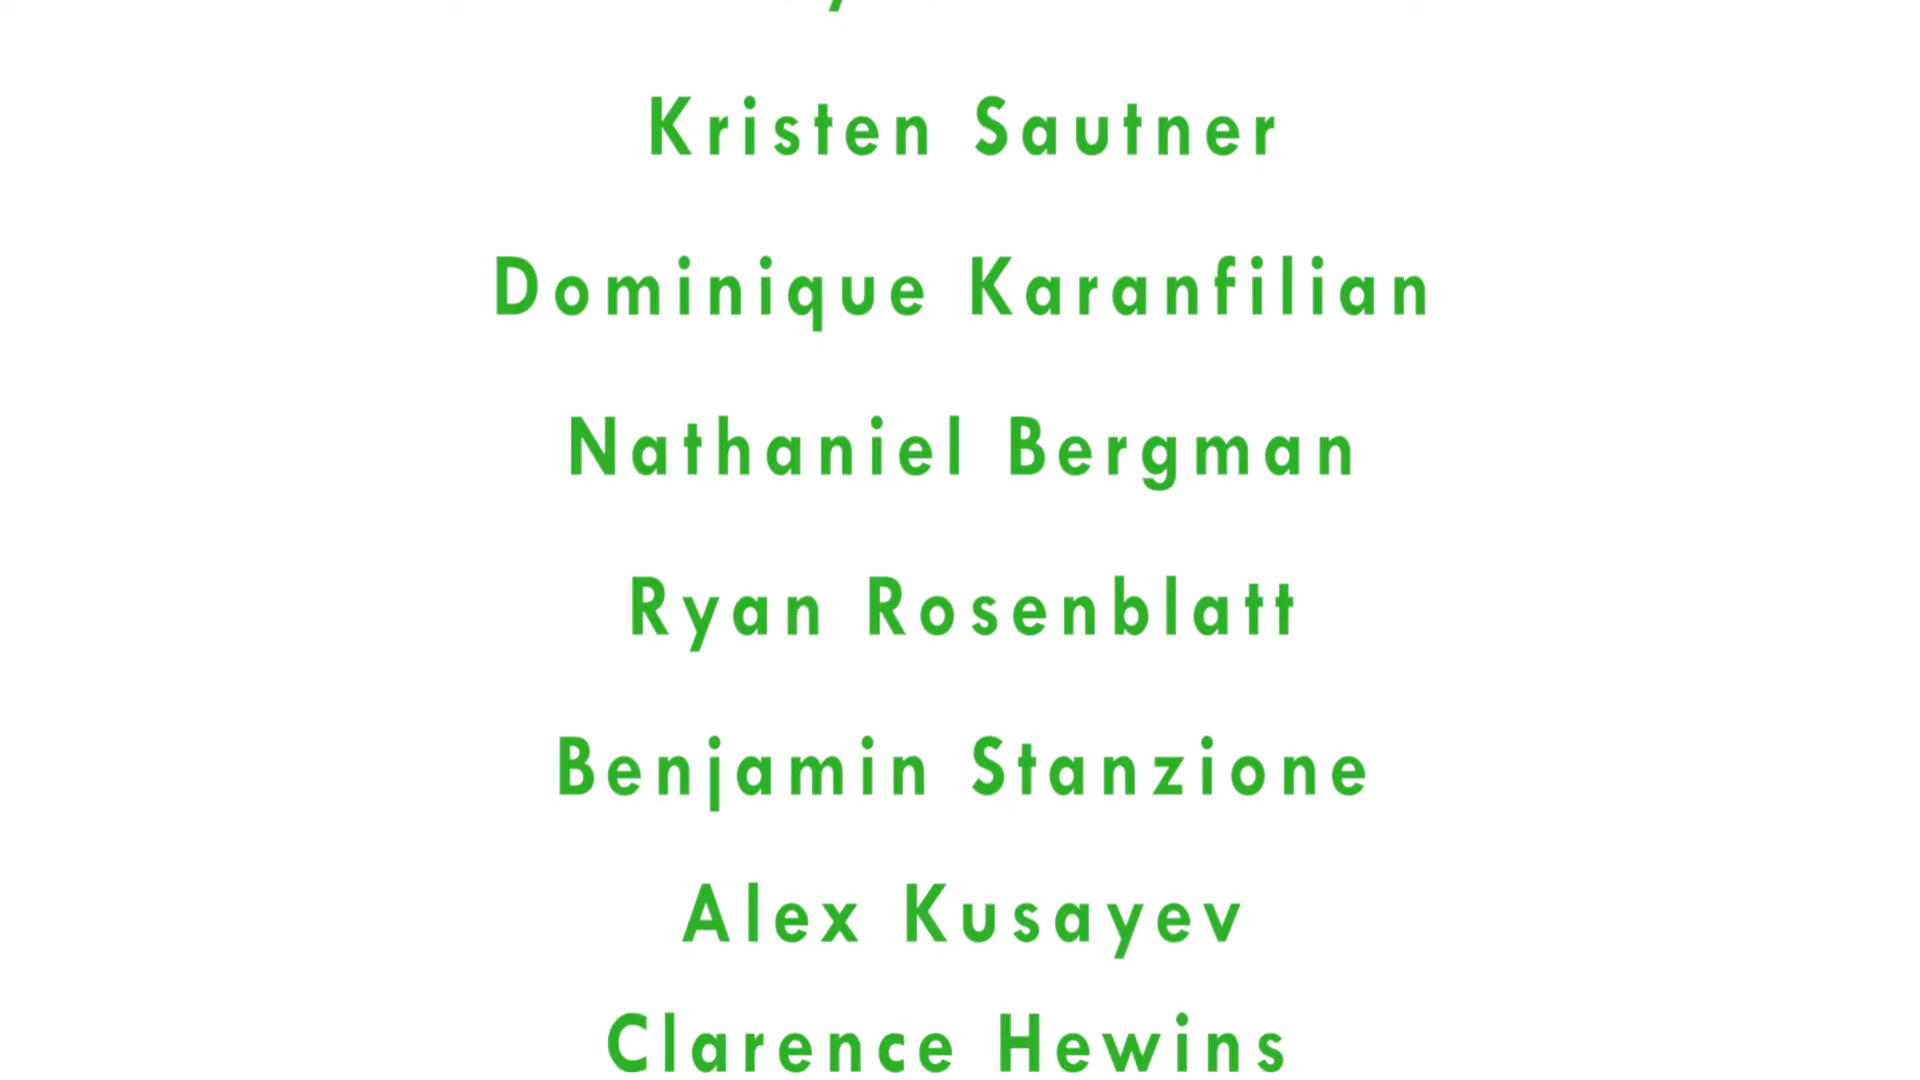 Kristen Sautner
Dominique Karanfilian
Nathaniel Bergman
Ryan Rosenblatt
Benjamin Stanzione
Alex Kusayev
Clarence Hewins